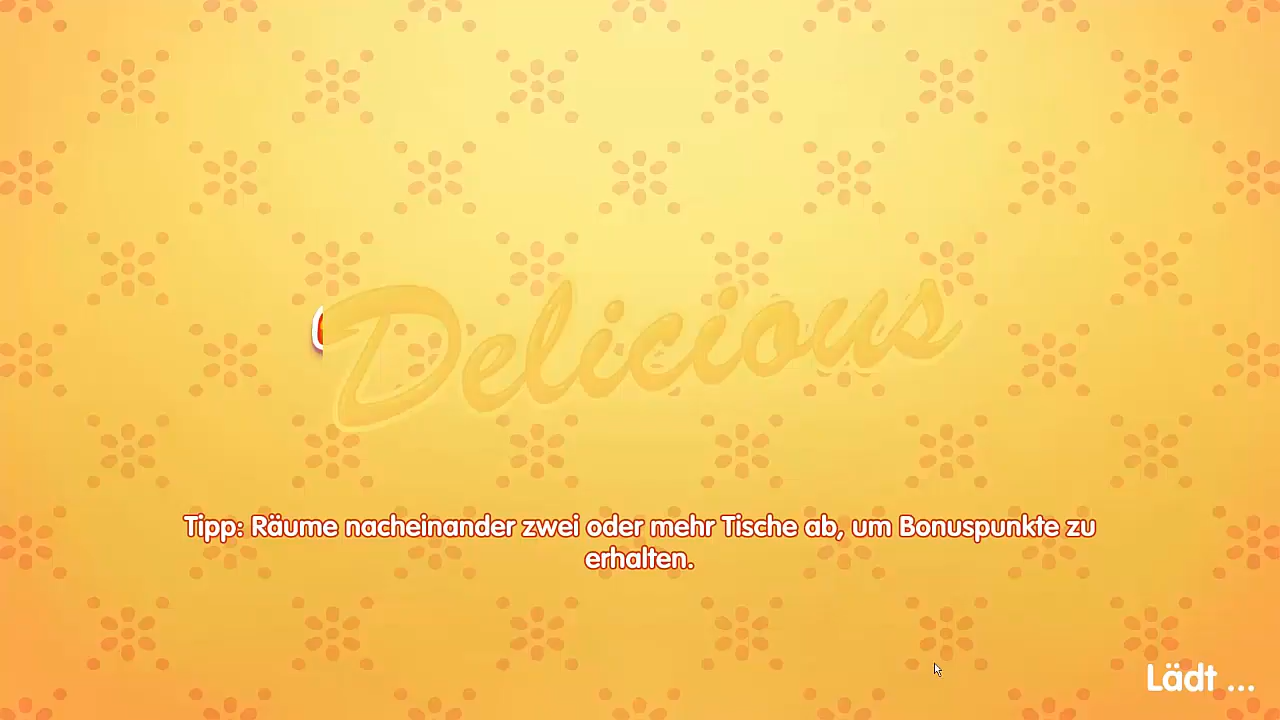 Delicious
Tipp: Räume nacheinander zwei oder mehr Tische ab, um Bonuspunkte zu
erhalten.
Lädt ...